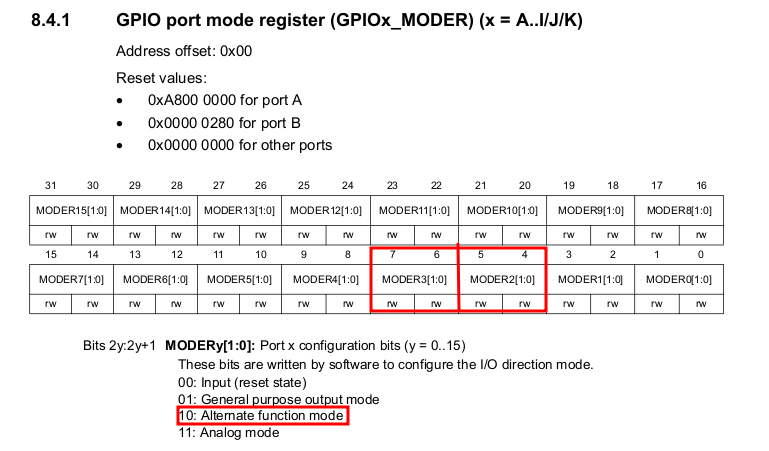 8.4.1 GPIO port mode register (GPIOx_MODER) (x = A..I/J/K)
Address offset: 0x00
Reset values:
• 0xA800 0000 for port A
• 0x0000 0280 for port B
• 0x0000 0000 for other ports
31 30 29 28 27 26 25 24 23 22 21 20 19 18 17 16
MODER15[1:0] MODER14[1:0] MODER13[1:0] MODER12[1:0] MODER11[1:0] MODER10[1:0] MODER9[1:0] MODER8[1:0]
rw rw rw rw rw rw rw rw rw rw rw rw rw rw rw rw
15 14 13 12 11 10 9 8 7 6 5 4 3 2 1 0
MODER7[1:0] MODER6[1:0] MODER5[1:0] MODER4[1:0] MODER3[1:0] MODER2[1:0] MODER1[1:0] MODER0[1:0]
rw rw rw rw rw rw rw rw rw rw rw rw rw rw rw rw
Bits 2y:2y+1 MODERy[1:0]: Port x configuration bits (y = 0..15)
These bits are written by software to configure the I/O direction mode.
00: Input (reset state)
01: General purpose output mode
10: Alternate function mode
11: Analog mode